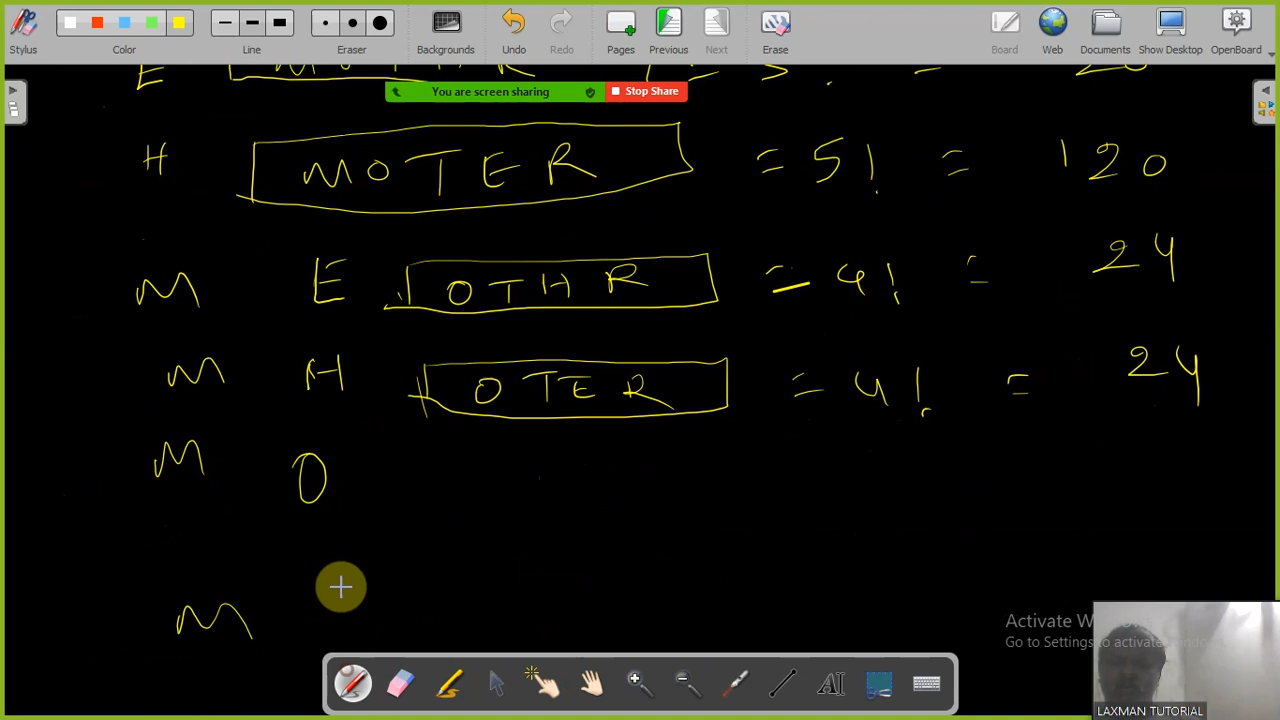 Stylus Color Line Eraser Backgrounds Undo Redo Pages Previous Next Erase Board Web Documents Show Desktop OpenBoard
You are screen sharing Stop Share
H MOTER = 5! = 120
M E OTHR = 4! = 24
M H OTER = 4! = 24
M O
M
Go to Settings to activate
LAXMAN TUTORIAL